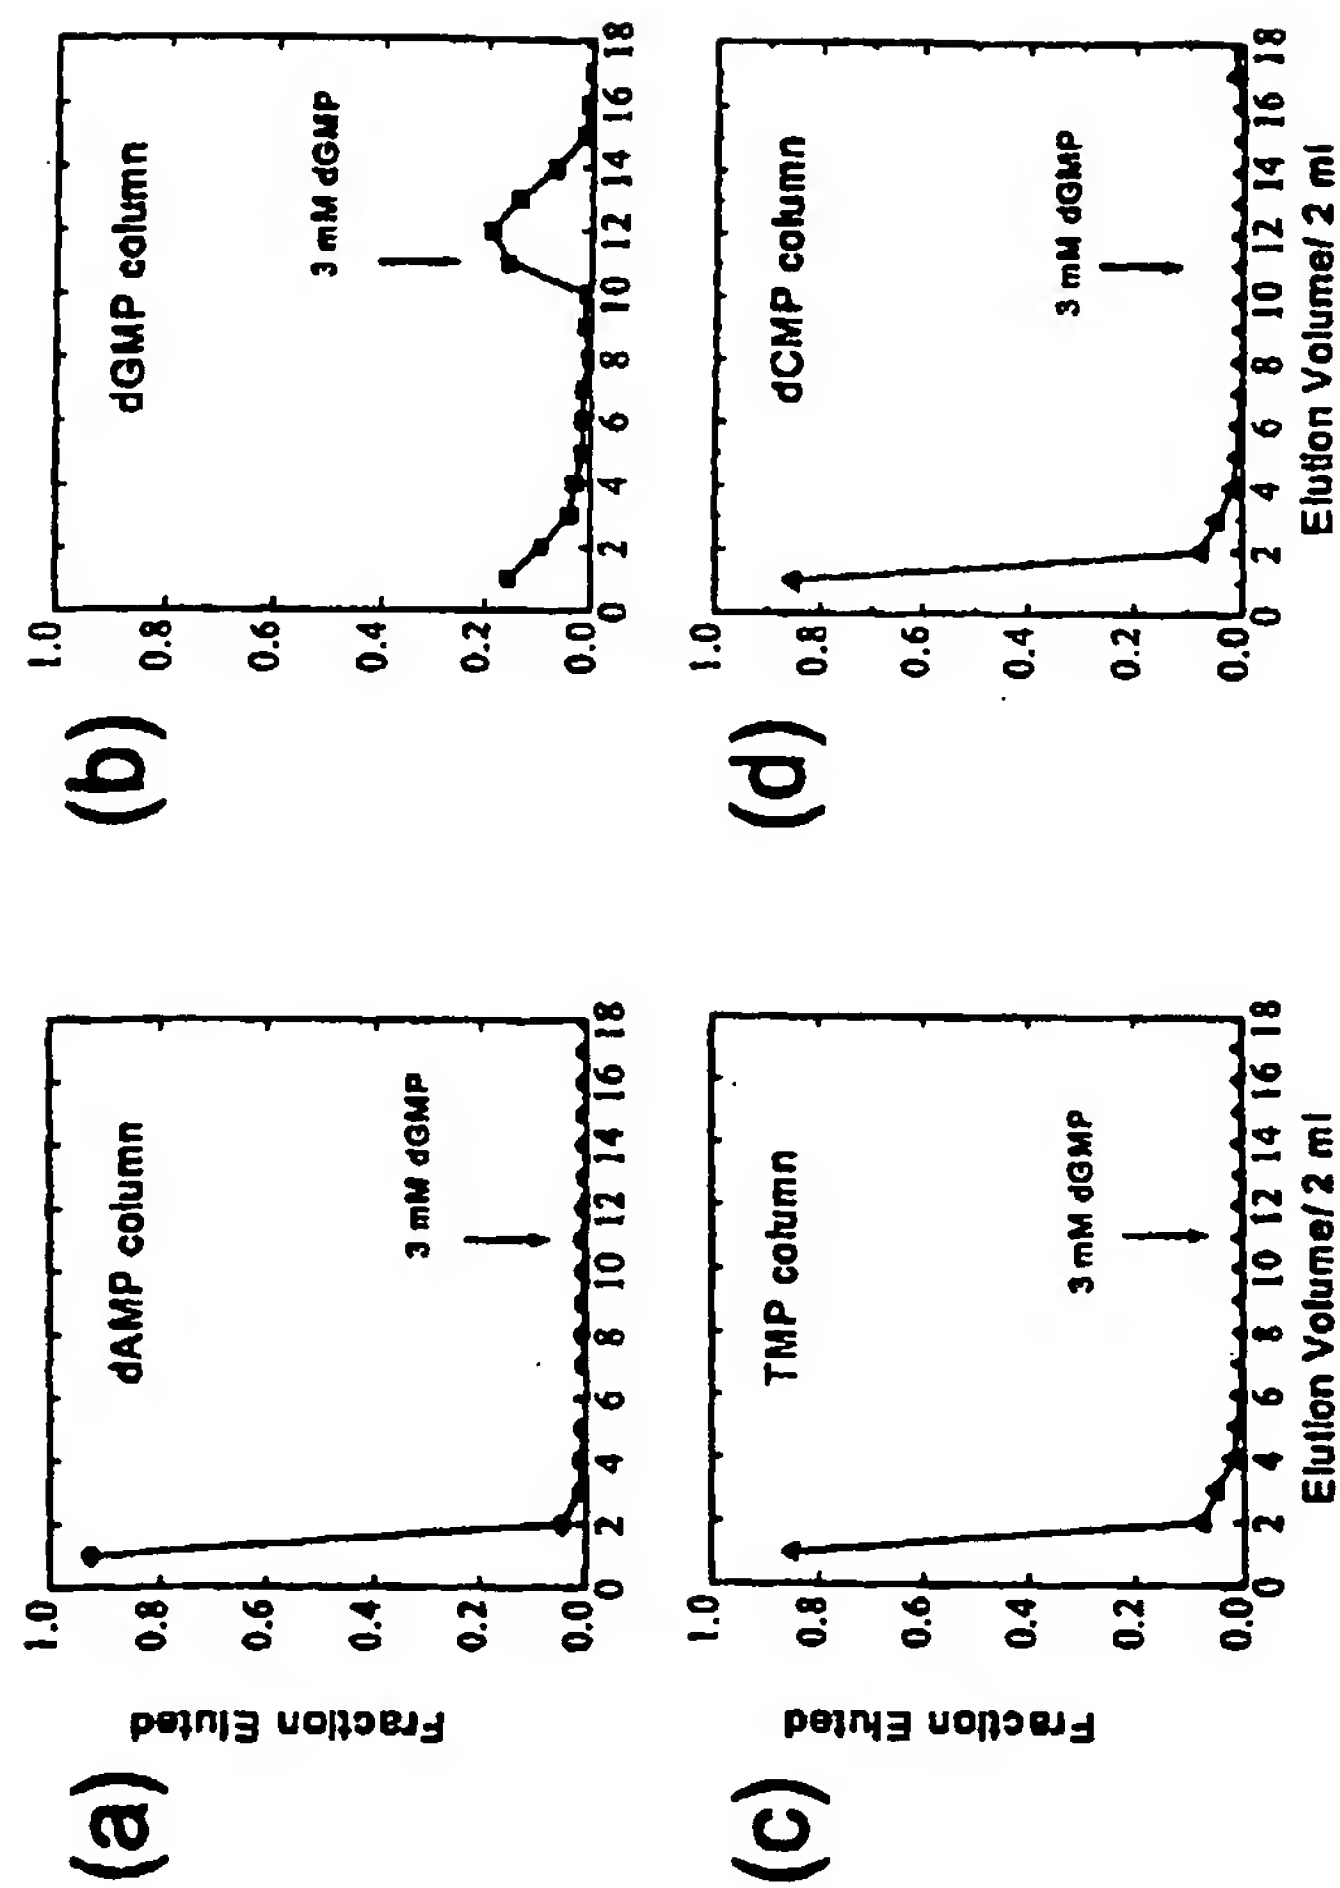 (a)
Fraction Eluted
1.0
0.8
0.6
0.4
0.2
0.0
dAMP column
3 mM dGMP
0 2 4 6 8 10 12 14 16 18
(b)
1.0
0.8
0.6
0.4
0.2
0.0
dGMP column
3 mM dGMP
0 2 4 6 8 10 12 14 16 18
(c)
Fraction Eluted
1.0
0.8
0.6
0.4
0.2
0.0
TMP column
3 mM dGMP
0 2 4 6 8 10 12 14 16 18
Elution Volume/ 2 ml
(d)
1.0
0.8
0.6
0.4
0.2
0.0
dCMP column
3 mM dGMP
0 2 4 6 8 10 12 14 16 18
Elution Volume/ 2 ml